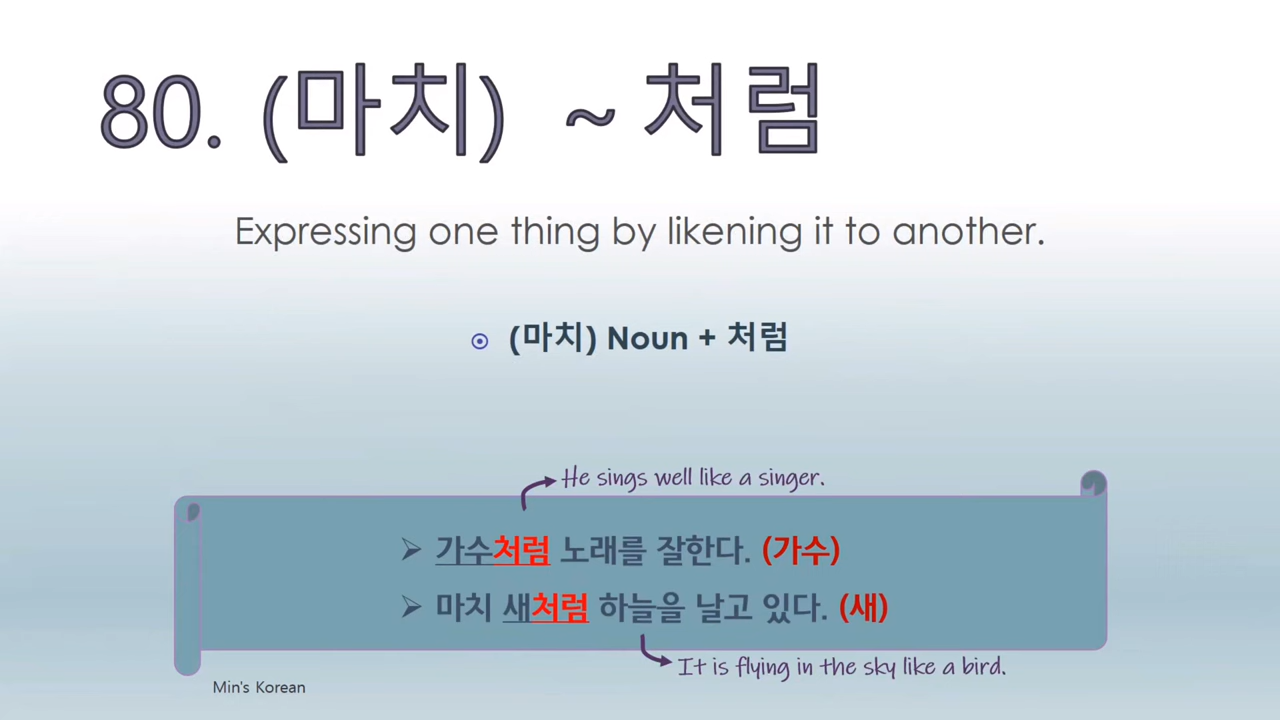 80. (마치) ~처럼
Expressing one thing by likening it to another.
(마치) Noun + 처럼
He sings well like a singer.
가수처럼 노래를 잘한다. (가수)
마치 새처럼 하늘을 날고 있다. (새)
It is flying in the sky like a bird.
Min's Korean